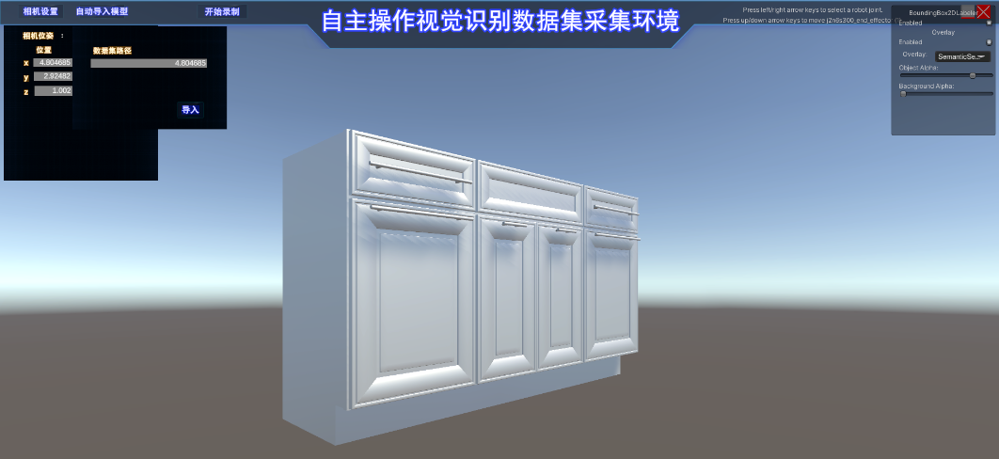 相机设置
自动导入模型
开始录制
自主操作视觉识别数据集采集环境
Press left/right arrow keys to select a robot joint.
Press up/down arrow keys to move j2n6s300_end_effector
相机位姿 :
位置
x 4.804685
y 2.92482
z 1.002
数据集路径
4.804685
导入
BoundingBox2DLabeler
Enabled
Overlay
Enabled
Overlay: SemanticSe...
Object Alpha:
Background Alpha: